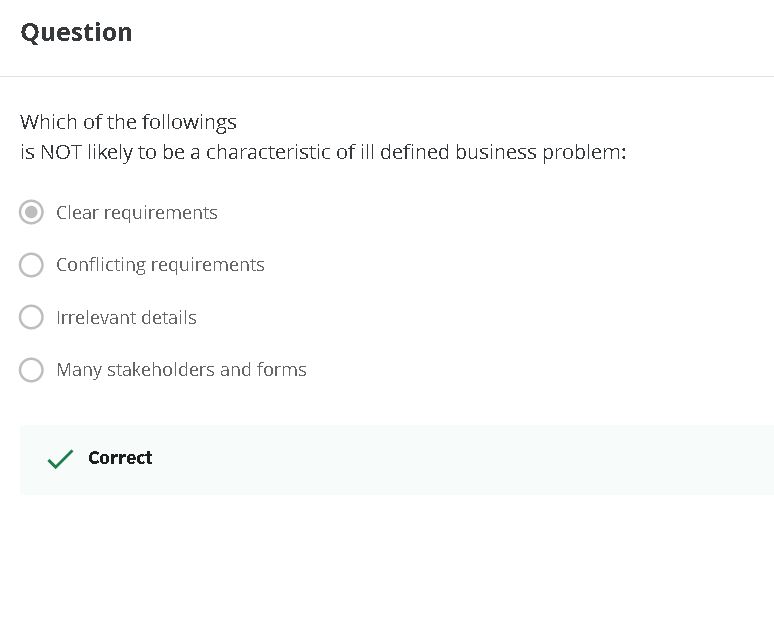 Question
Which of the followings
is NOT likely to be a characteristic of ill defined business problem:
Clear requirements
Conflicting requirements
Irrelevant details
Many stakeholders and forms
Correct